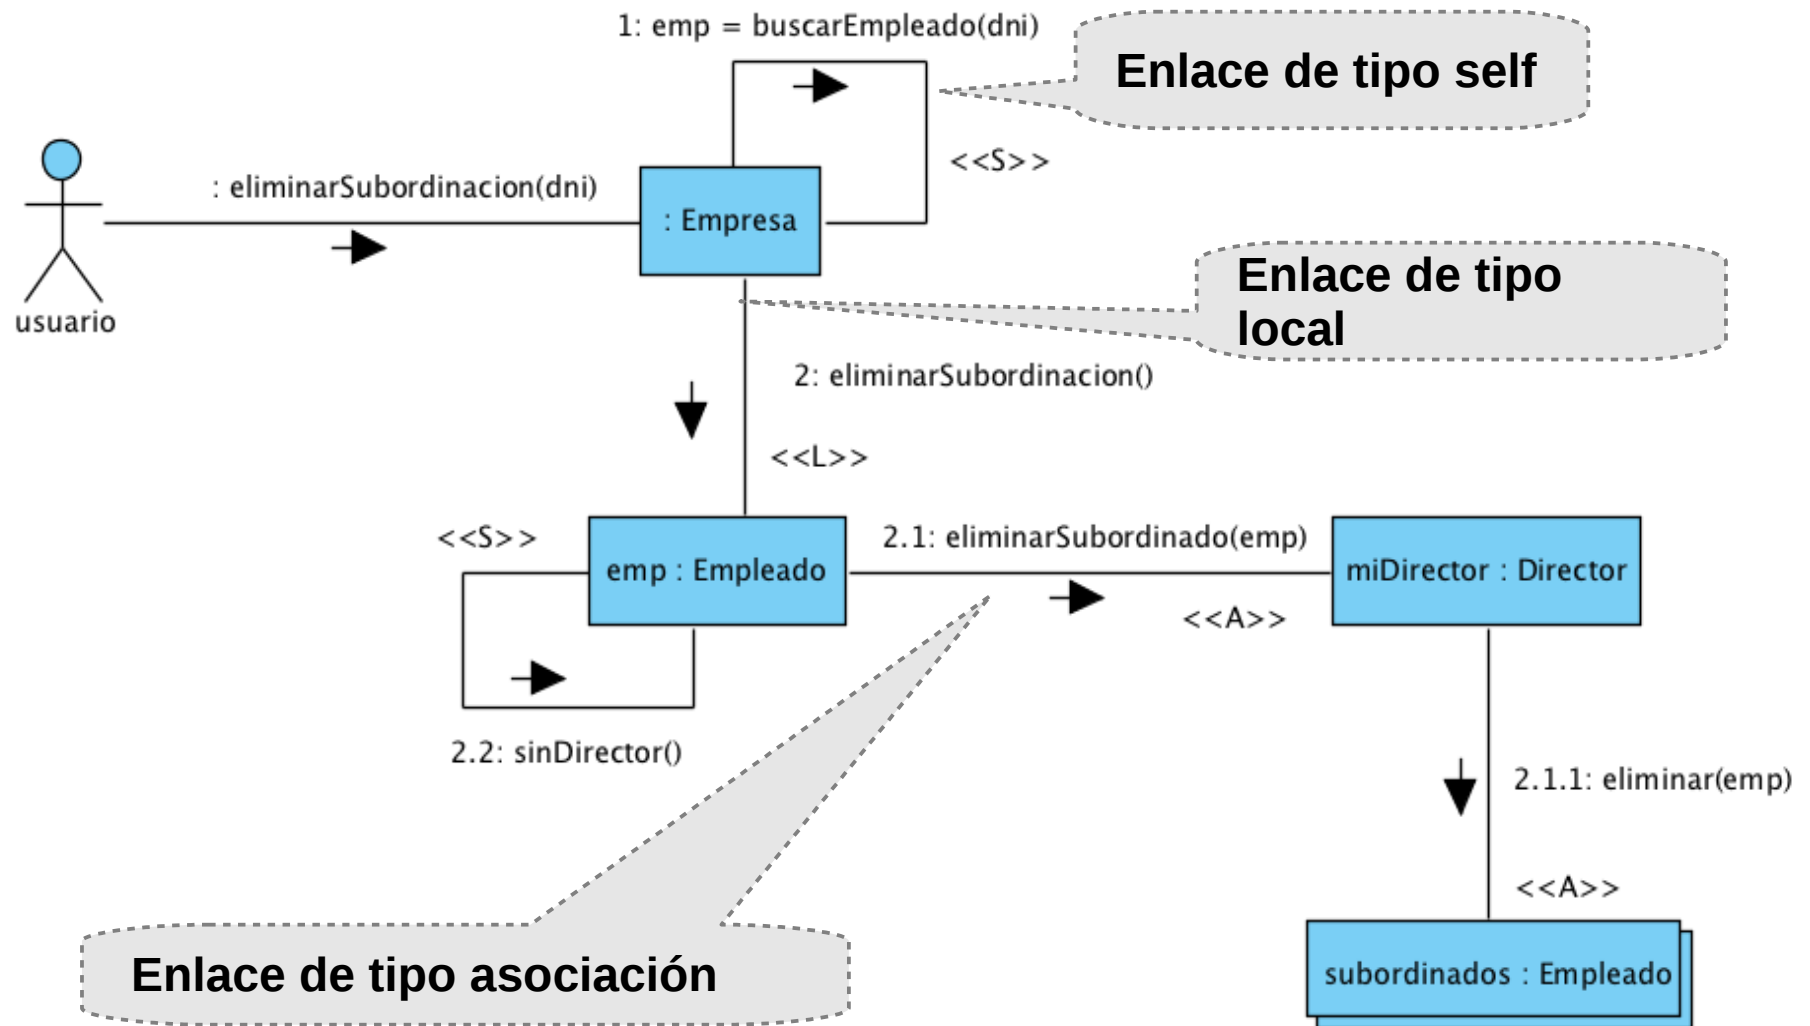 1: emp = buscarEmpleado(dni)
Enlace de tipo self
<<S>>
: eliminarSubordinacion(dni)
: Empresa
usuario
Enlace de tipo
local
2: eliminarSubordinacion()
<<L>>
<<S>>
emp : Empleado
2.1: eliminarSubordinado(emp)
<<A>>
miDirector : Director
2.2: sinDirector()
2.1.1: eliminar(emp)
<<A>>
Enlace de tipo asociación
subordinados : Empleado